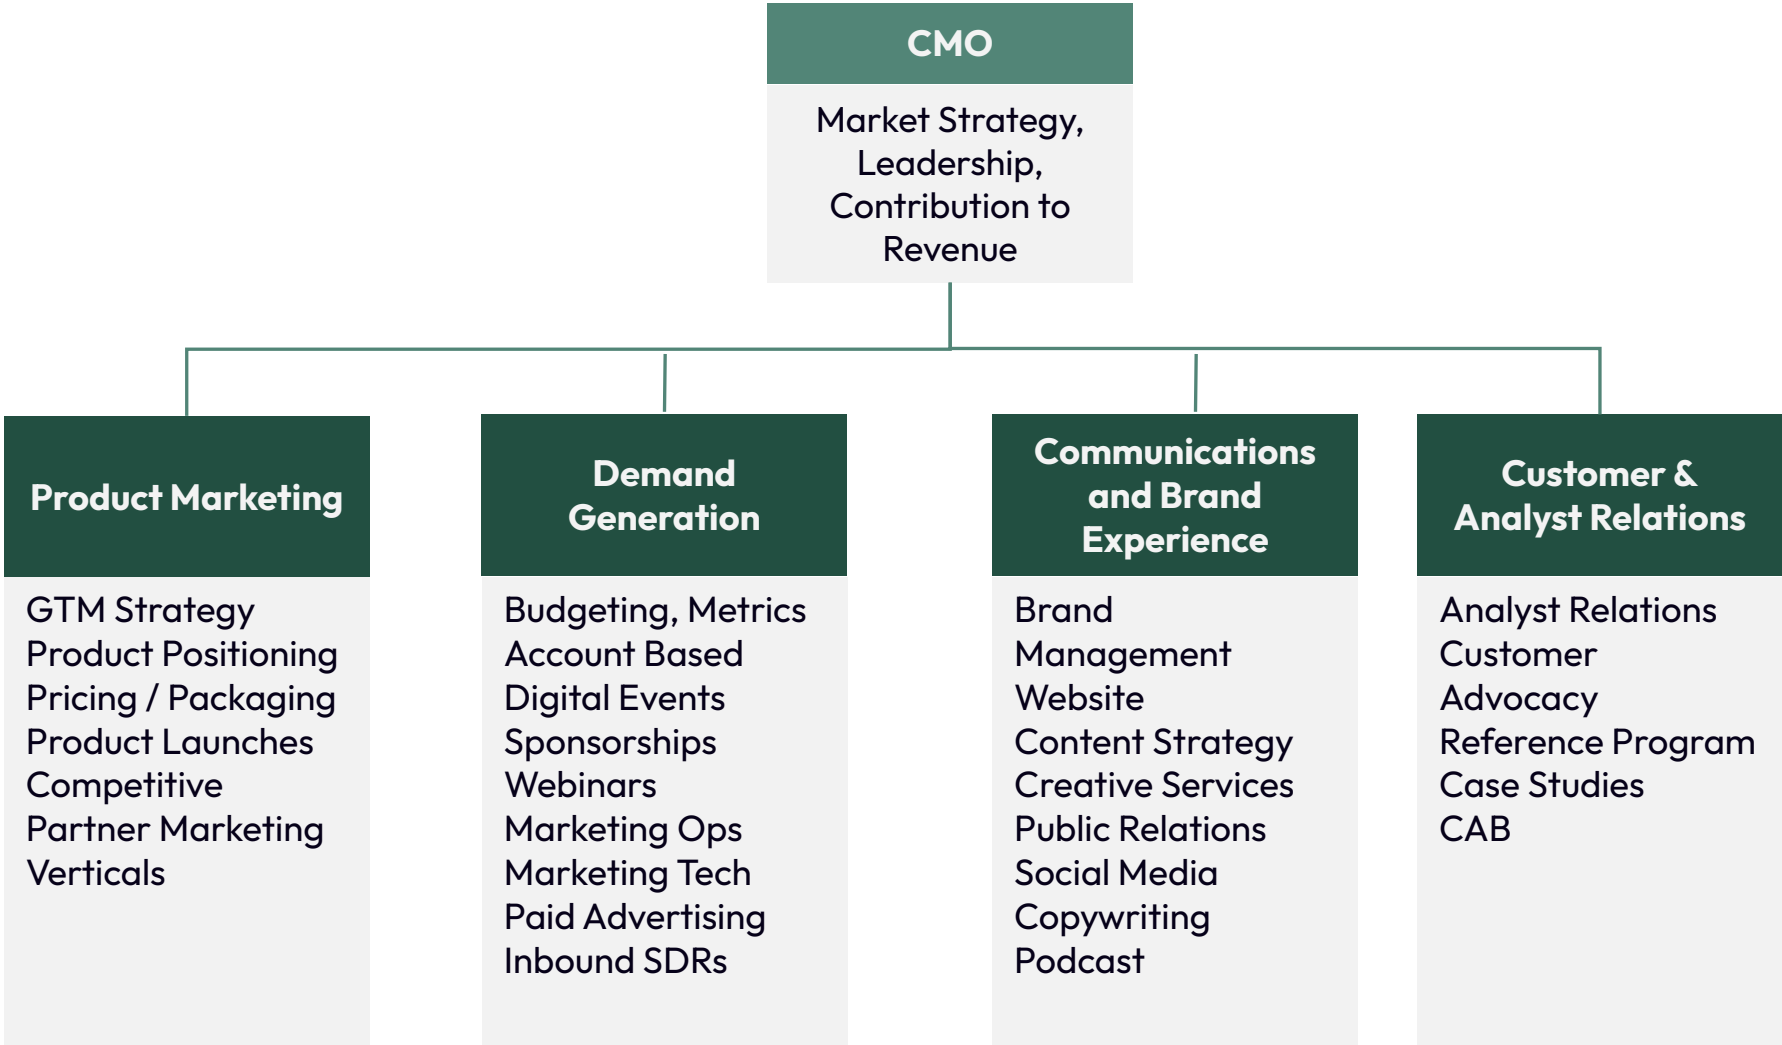 CMO
Market Strategy,
Leadership,
Contribution to
Revenue
Product Marketing
GTM Strategy
Product Positioning
Pricing / Packaging
Product Launches
Competitive
Partner Marketing
Verticals
Demand
Generation
Budgeting, Metrics
Account Based
Digital Events
Sponsorships
Webinars
Marketing Ops
Marketing Tech
Paid Advertising
Inbound SDRs
Communications
and Brand
Experience
Brand
Management
Website
Content Strategy
Creative Services
Public Relations
Social Media
Copywriting
Podcast
Customer &
Analyst Relations
Analyst Relations
Customer
Advocacy
Reference Program
Case Studies
CAB